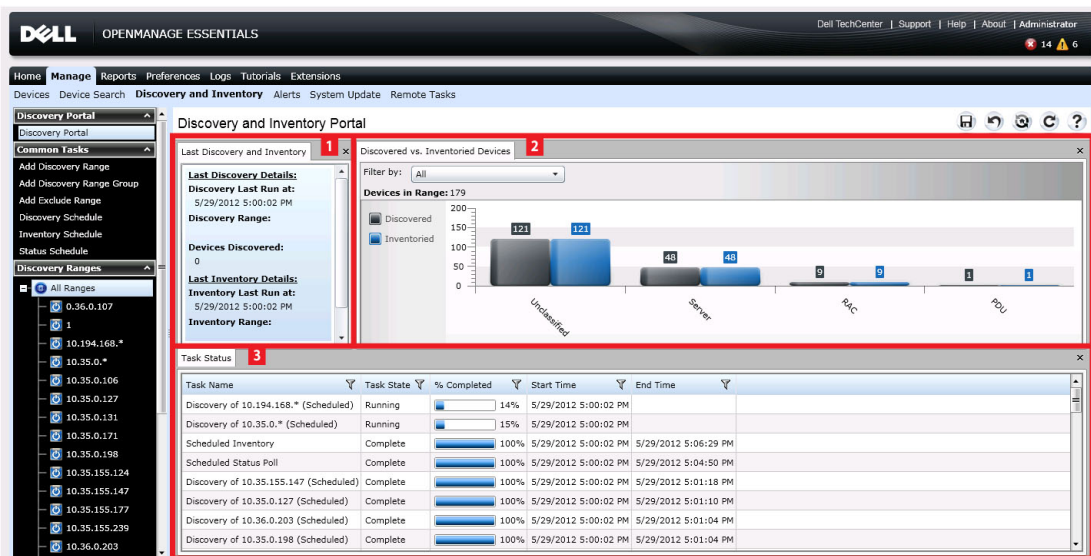 DELL OPENMANAGE ESSENTIALS
Dell TechCenter | Support | Help | About | Administrator
14 6
Home Manage Reports Preferences Logs Tutorials Extensions
Devices Device Search Discovery and Inventory Alerts System Update Remote Tasks
Discovery Portal
Discovery Portal
Common Tasks
Add Discovery Range
Add Discovery Range Group
Add Exclude Range
Discovery Schedule
Inventory Schedule
Status Schedule
Discovery Ranges
All Ranges
0.36.0.107
1
10.194.168.*
10.35.0.*
10.35.0.106
10.35.0.127
10.35.0.131
10.35.0.171
10.35.0.198
10.35.155.124
10.35.155.147
10.35.155.177
10.35.155.239
10.36.0.203
Discovery and Inventory Portal
?
Last Discovery and Inventory 1 x
Last Discovery Details:
Discovery Last Run at:
5/29/2012 5:00:02 PM
Discovery Range:
Devices Discovered:
0
Last Inventory Details:
Inventory Last Run at:
5/29/2012 5:00:02 PM
Inventory Range:
Discovered vs. Inventoried Devices 2 x
Filter by: All
Devices in Range: 179
Discovered
Inventoried
200
150
100
50
0
121 121
48 48
9 9
1 1
Unclassified
Server
RAC
PDU
Task Status 3 x
Task Name Task State % Completed Start Time End Time
Discovery of 10.194.168.* (Scheduled) Running 14% 5/29/2012 5:00:02 PM
Discovery of 10.35.0.* (Scheduled) Running 15% 5/29/2012 5:00:02 PM
Scheduled Inventory Complete 100% 5/29/2012 5:00:02 PM 5/29/2012 5:06:29 PM
Scheduled Status Poll Complete 100% 5/29/2012 5:00:02 PM 5/29/2012 5:04:50 PM
Discovery of 10.35.155.147 (Scheduled) Complete 100% 5/29/2012 5:00:02 PM 5/29/2012 5:01:18 PM
Discovery of 10.35.0.127 (Scheduled) Complete 100% 5/29/2012 5:00:02 PM 5/29/2012 5:01:10 PM
Discovery of 10.36.0.203 (Scheduled) Complete 100% 5/29/2012 5:00:02 PM 5/29/2012 5:01:04 PM
Discovery of 10.35.0.198 (Scheduled) Complete 100% 5/29/2012 5:00:02 PM 5/29/2012 5:01:04 PM